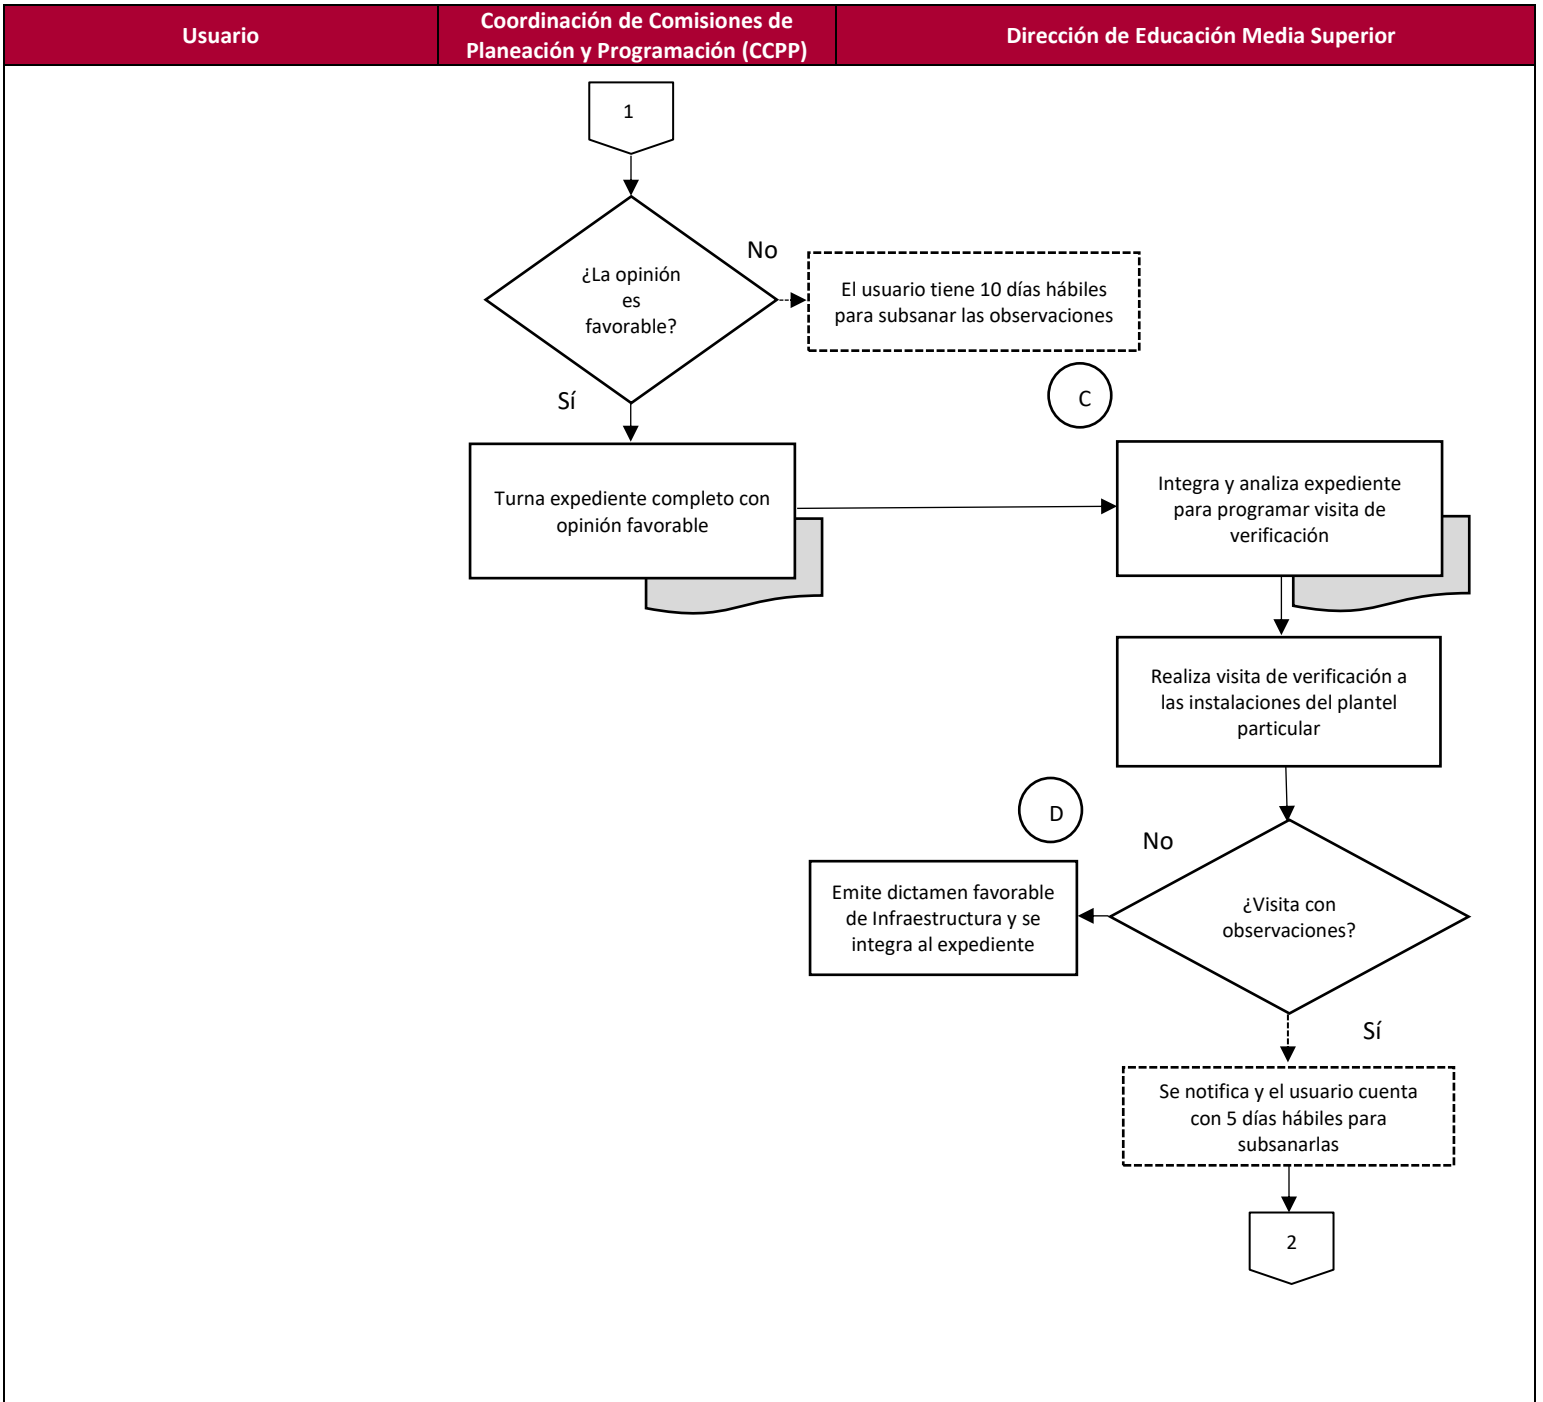 Usuario
Coordinación de Comisiones de
Planeación y Programación (CCPP)
Dirección de Educación Media Superior
1
¿La opinión
es
favorable?
No
El usuario tiene 10 días hábiles
para subsanar las observaciones
Sí
C
Turna expediente completo con
opinión favorable
Integra y analiza expediente
para programar visita de
verificación
Realiza visita de verificación a
las instalaciones del plantel
particular
D
No
¿Visita con
observaciones?
Emite dictamen favorable
de Infraestructura y se
integra al expediente
Sí
Se notifica y el usuario cuenta
con 5 días hábiles para
subsanarlas
2